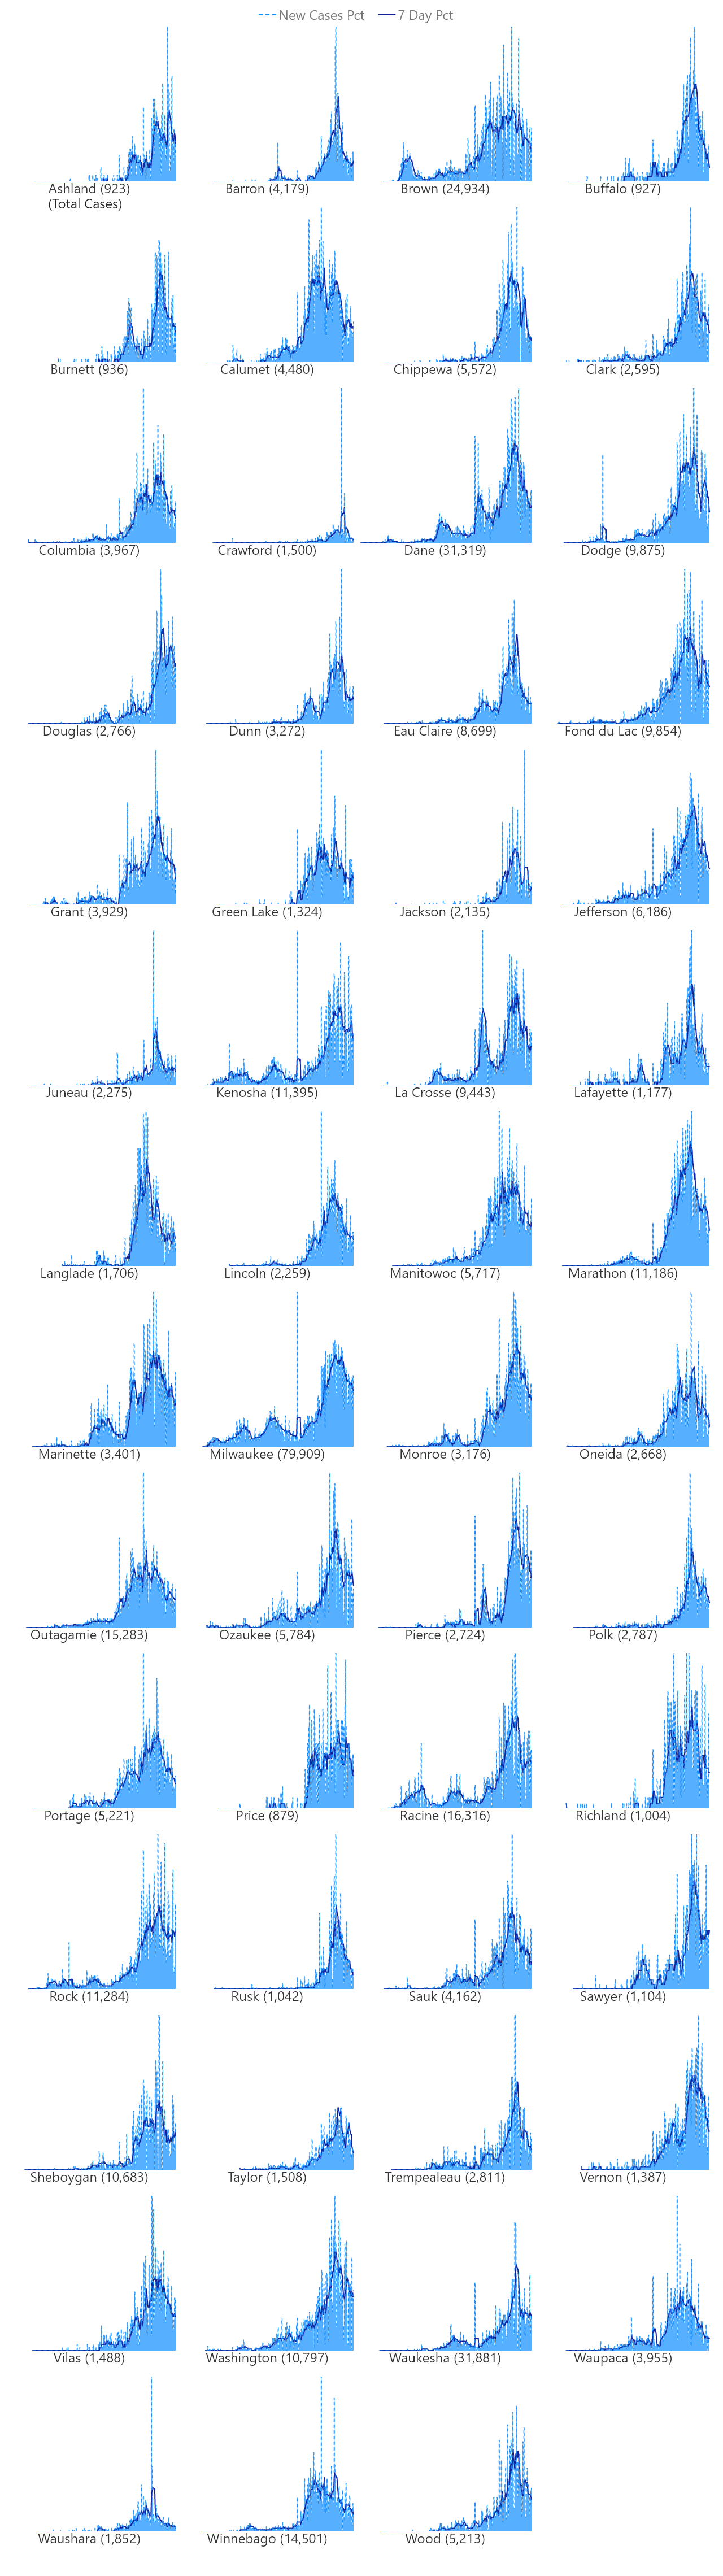 New Cases Pct 7 Day Pct
Ashland (923) Barron (4,179) Brown (24,934) Buffalo (927)
(Total Cases)
Burnett (936) Calumet (4,480) Chippewa (5,572) Clark (2,595)
Columbia (3,967) Crawford (1,500) Dane (31,319) Dodge (9,875)
Douglas (2,766) Dunn (3,272) Eau Claire (8,699) Fond du Lac (9,854)
Grant (3,929) Green Lake (1,324) Jackson (2,135) Jefferson (6,186)
Juneau (2,275) Kenosha (11,395) La Crosse (9,443) Lafayette (1,177)
Langlade (1,706) Lincoln (2,259) Manitowoc (5,717) Marathon (11,186)
Marinette (3,401) Milwaukee (79,909) Monroe (3,176) Oneida (2,668)
Outagamie (15,283) Ozaukee (5,784) Pierce (2,724) Polk (2,787)
Portage (5,221) Price (879) Racine (16,316) Richland (1,004)
Rock (11,284) Rusk (1,042) Sauk (4,162) Sawyer (1,104)
Sheboygan (10,683) Taylor (1,508) Trempealeau (2,811) Vernon (1,387)
Vilas (1,488) Washington (10,797) Waukesha (31,881) Waupaca (3,955)
Waushara (1,852) Winnebago (14,501) Wood (5,213)